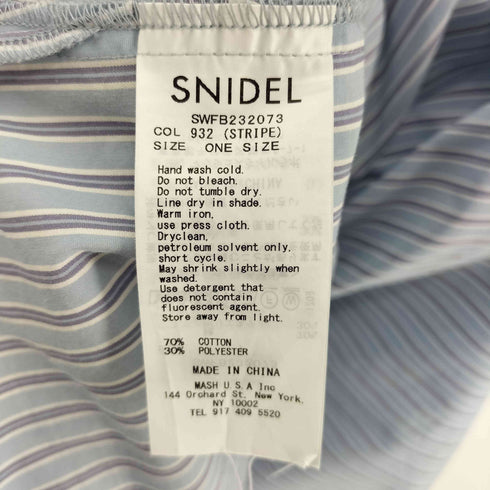 SNIDEL
SWFB232073
COL 932 (STRIPE)
SIZE ONE SIZE
Hand wash cold.
Do not bleach.
Do not tumble dry.
Line dry in shade.
Warm iron,
use press cloth.
Dryclean,
petroleum solvent only.
short cycle.
May shrink slightly when
washed.
Use detergent that
does not contain
fluorescent agent.
Store away from light.
70% COTTON
30% POLYESTER
MADE IN CHINA
MASH U.S.A Inc
144 Orchard St. New York,
NY 10002
TEL 917 409 5520